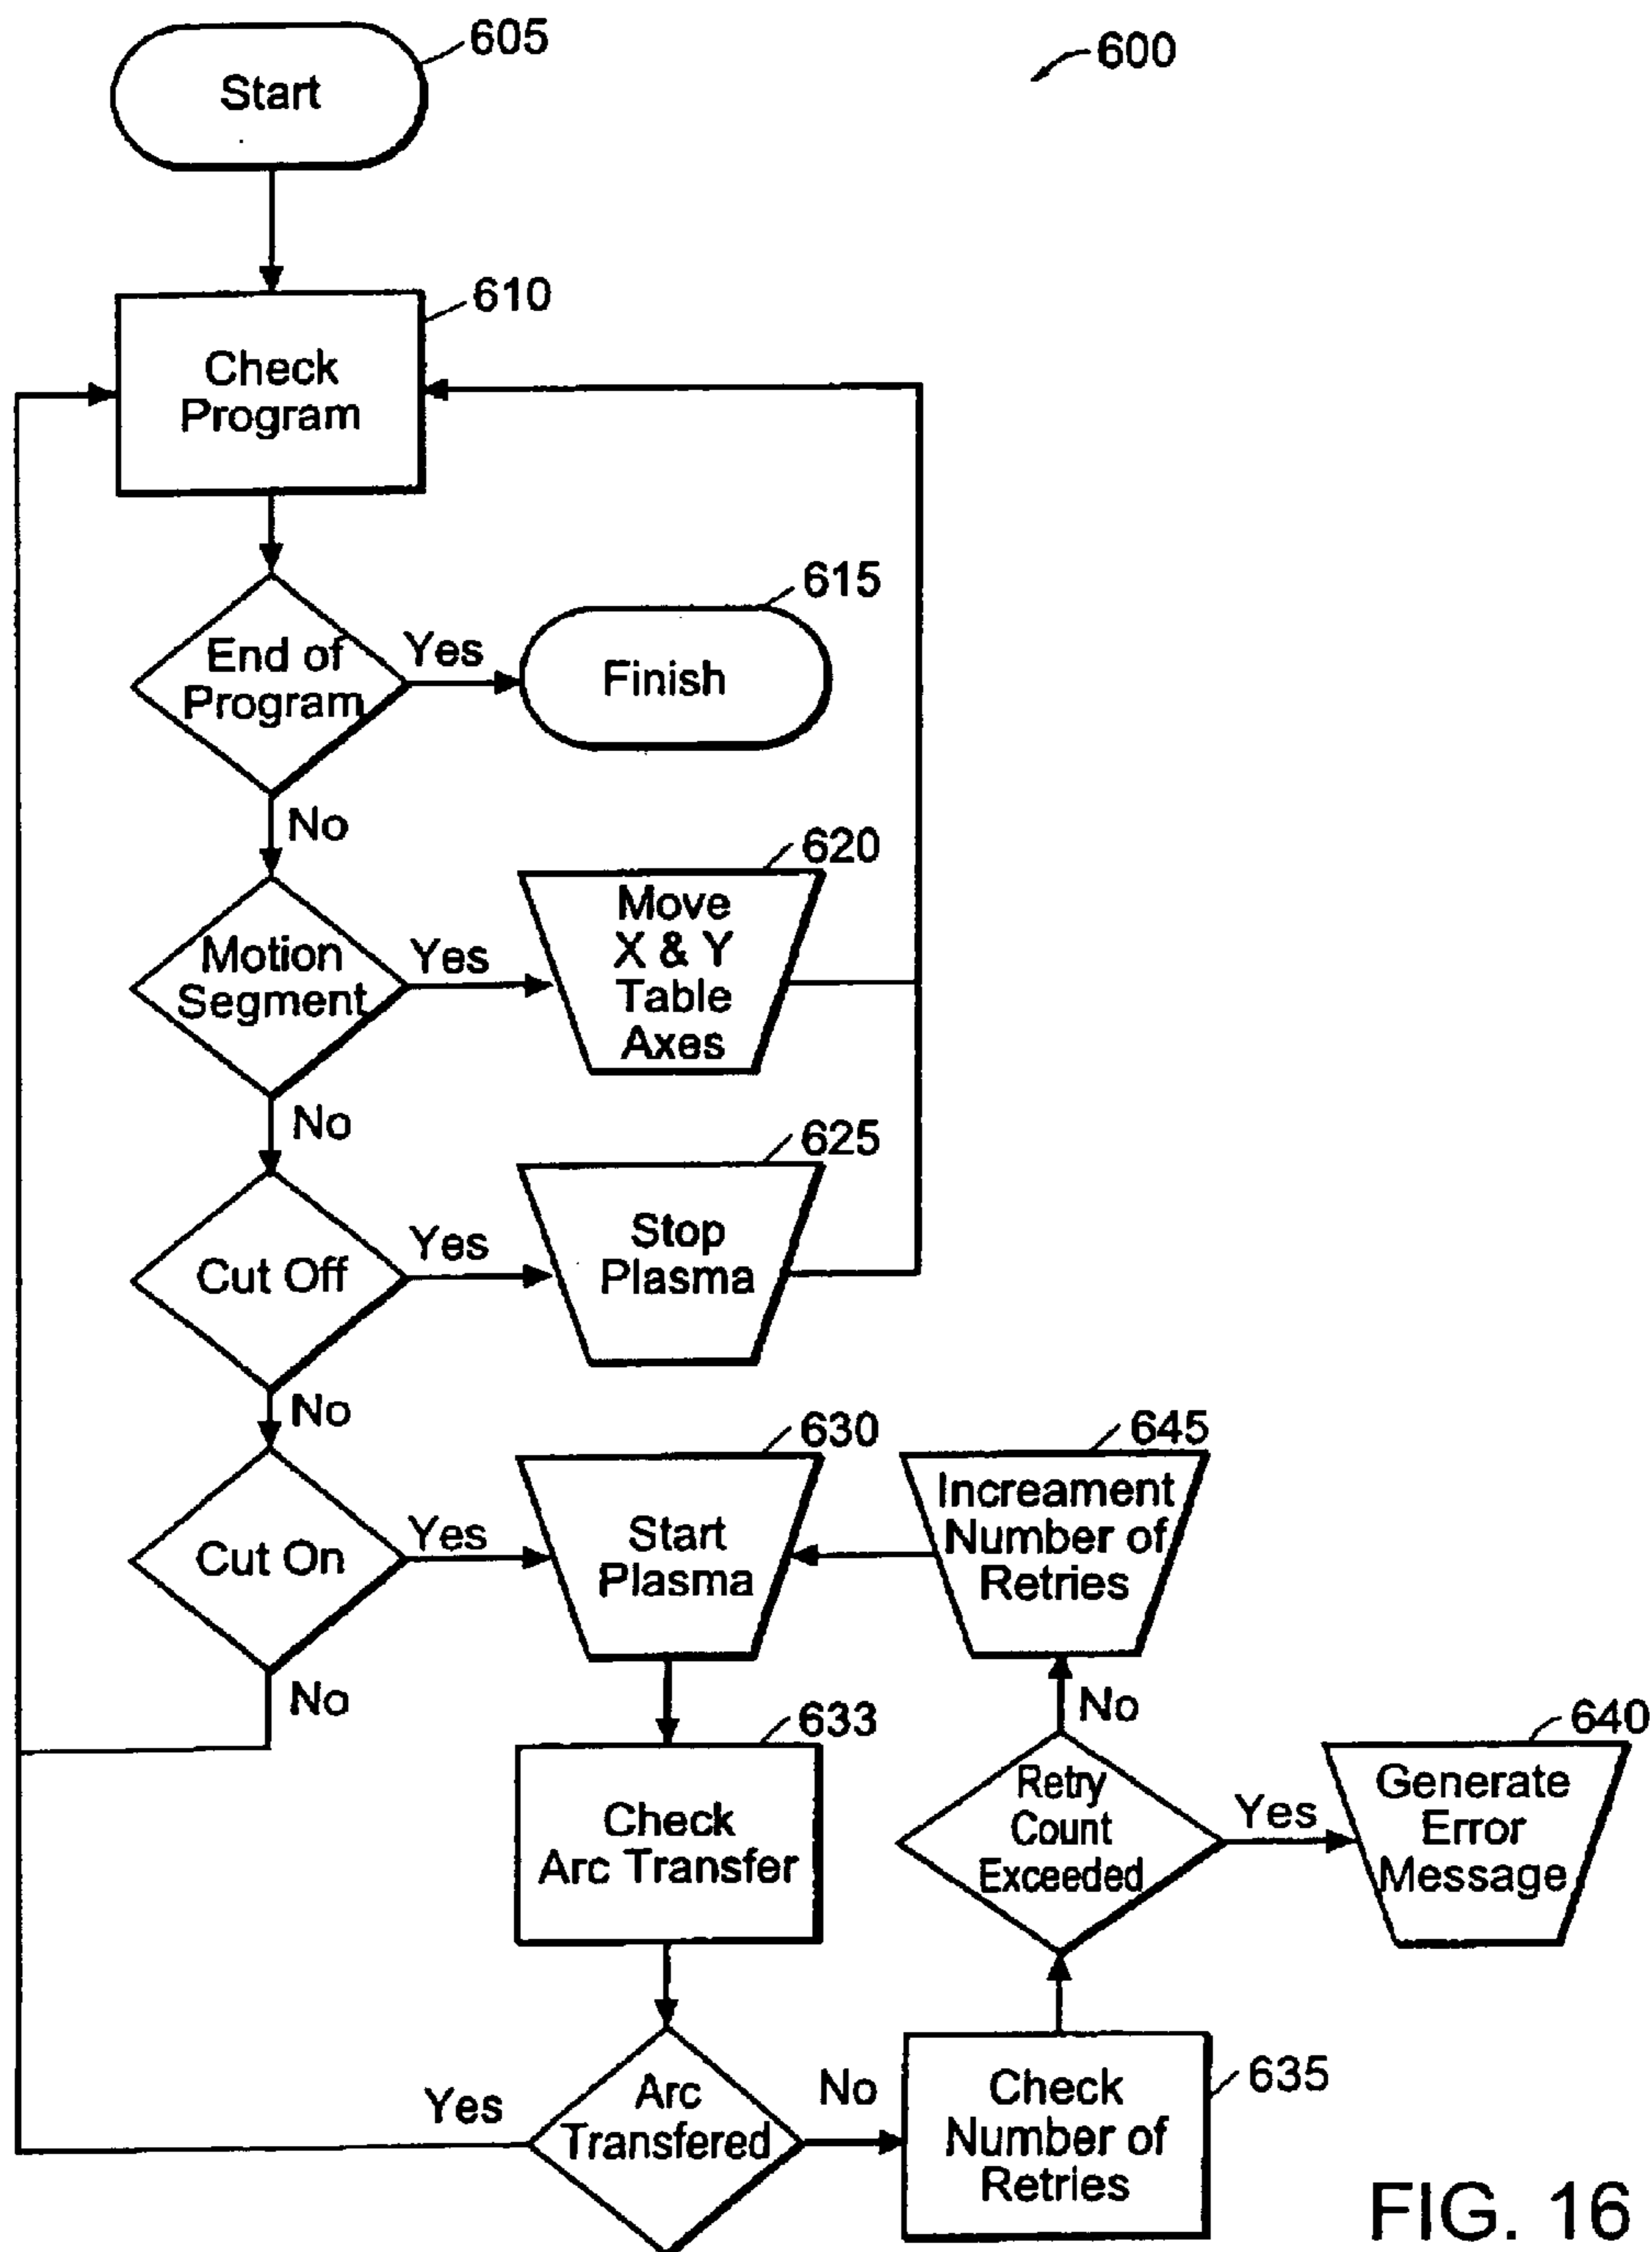 605
600
Start
610
Check
Program
615
End of
Program
Yes
Finish
No
620
Motion
Segment
Yes
Move
X & Y
Table
Axes
No
625
Cut Off
Yes
Stop
Plasma
No
630
645
Cut On
Yes
Start
Plasma
Increament
Number of
Retries
No
No
633
640
Check
Arc Transfer
Retry
Count
Exceeded
Yes
Generate
Error
Message
Yes
Arc
Transfered
No
Check
Number of
Retries
635
FIG. 16